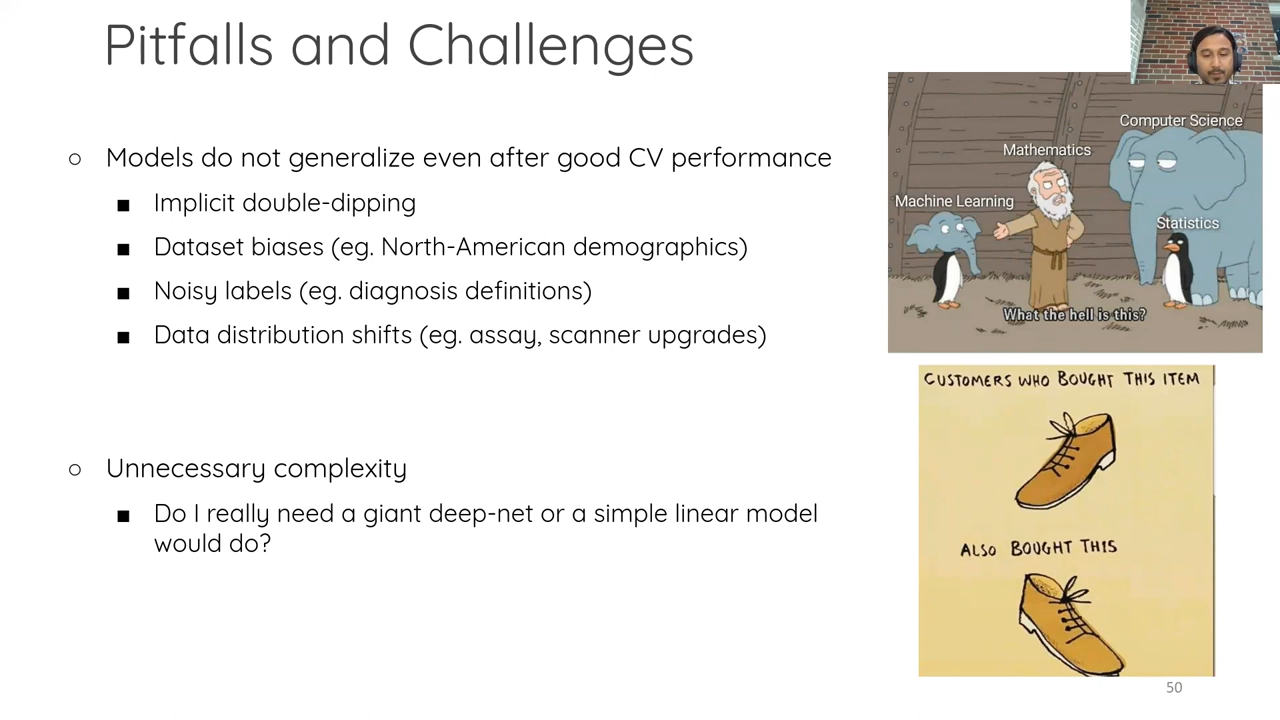 Pitfalls and Challenges
○ Models do not generalize even after good CV performance
■ Implicit double-dipping
■ Dataset biases (eg. North-American demographics)
■ Noisy labels (eg. diagnosis definitions)
■ Data distribution shifts (eg. assay, scanner upgrades)
○ Unnecessary complexity
■ Do I really need a giant deep-net or a simple linear model
would do?
Computer Science
Mathematics
Machine Learning
Statistics
What the hell is this?
CUSTOMERS WHO BOUGHT THIS ITEM
ALSO BOUGHT THIS
50